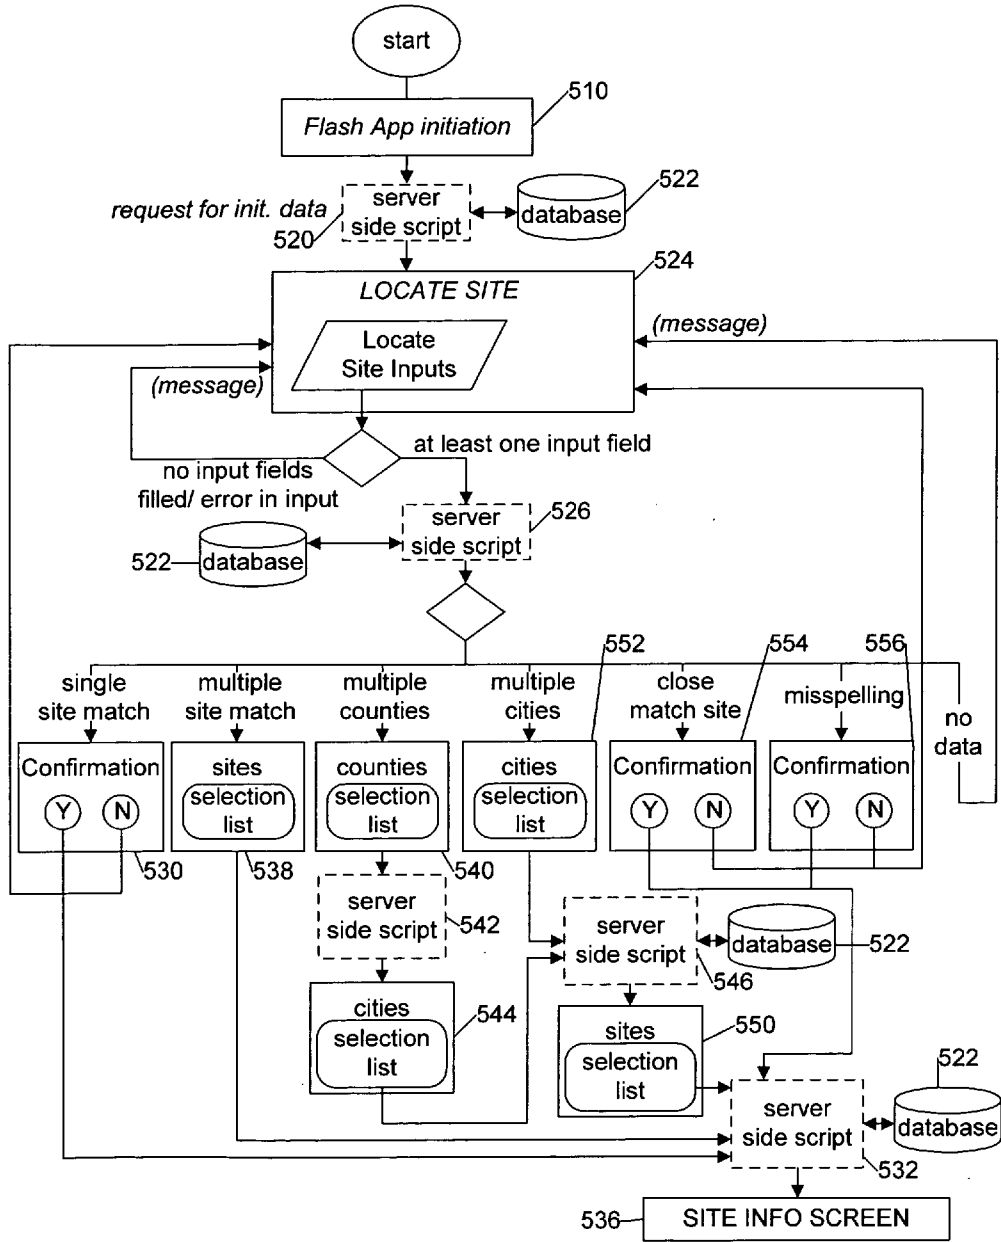 start
510
Flash App initiation
522
server
side script
database
request for init. data
520
524
LOCATE SITE
(message)
Locate
Site Inputs
(message)
at least one input field
no input fields
filled/ error in input
526
server
side script
522
database
552
554
556
single
site match
multiple
site match
multiple
counties
multiple
cities
close
match site
misspelling
no
data
Confirmation
Y
N
sites
selection
list
counties
selection
list
cities
selection
list
Confirmation
Y
N
Confirmation
Y
N
530
538
540
server
side script
542
server
side script
database
522
546
cities
selection
list
544
sites
selection
list
550
522
server
side script
database
532
536
SITE INFO SCREEN